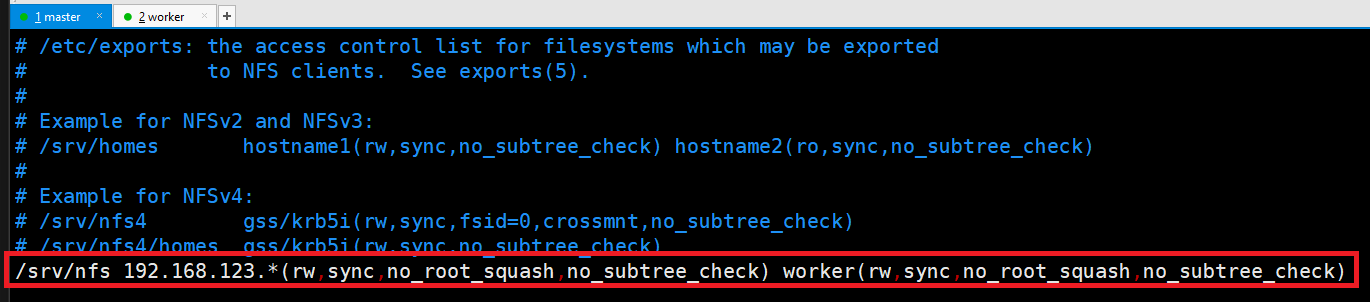 1 master × 2 worker × +
# /etc/exports: the access control list for filesystems which may be exported
#               to NFS clients.  See exports(5).
#
# Example for NFSv2 and NFSv3:
# /srv/homes       hostname1(rw,sync,no_subtree_check) hostname2(ro,sync,no_subtree_check)
#
# Example for NFSv4:
# /srv/nfs4        gss/krb5i(rw,sync,fsid=0,crossmnt,no_subtree_check)
# /srv/nfs4/homes  gss/krb5i(rw,sync,no_subtree_check)
/srv/nfs 192.168.123.*(rw,sync,no_root_squash,no_subtree_check) worker(rw,sync,no_root_squash,no_subtree_check)